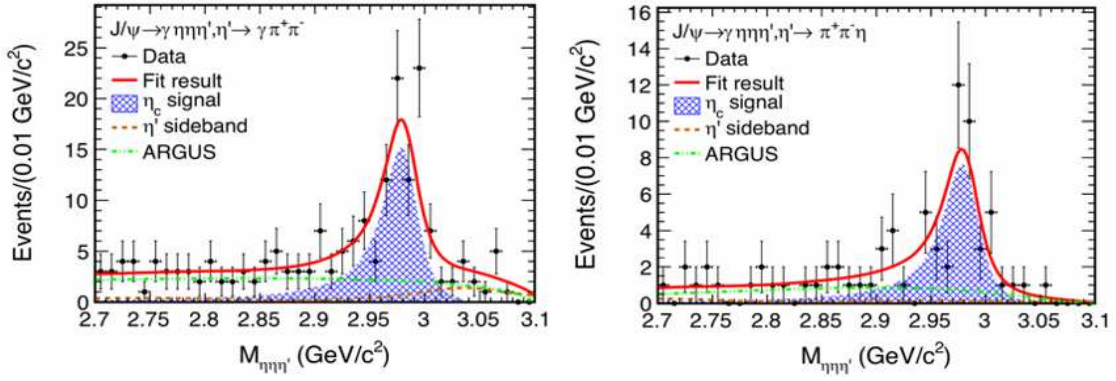 J/ψ→γ ηηη′,η′→ γ π⁺π⁻
Data
Fit result
η_c signal
η′ sideband
ARGUS
Events/(0.01 GeV/c²)
25
20
15
10
5
0
2.7 2.75 2.8 2.85 2.9 2.95 3 3.05 3.1
M_ηηη′ (GeV/c²)
J/ψ→γ ηηη′,η′→ π⁺π⁻η
Data
Fit result
η_c signal
η′ sideband
ARGUS
Events/(0.01 GeV/c²)
16
14
12
10
8
6
4
2
0
2.7 2.75 2.8 2.85 2.9 2.95 3 3.05 3.1
M_ηηη′ (GeV/c²)